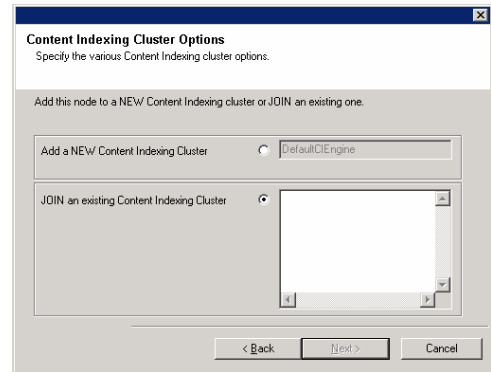 Content Indexing Cluster Options
Specify the various Content Indexing cluster options.
Add this node to a NEW Content Indexing cluster or JOIN an existing one.
Add a NEW Content Indexing Cluster
DefaultCIEngine
JOIN an existing Content Indexing Cluster
< Back
Next >
Cancel